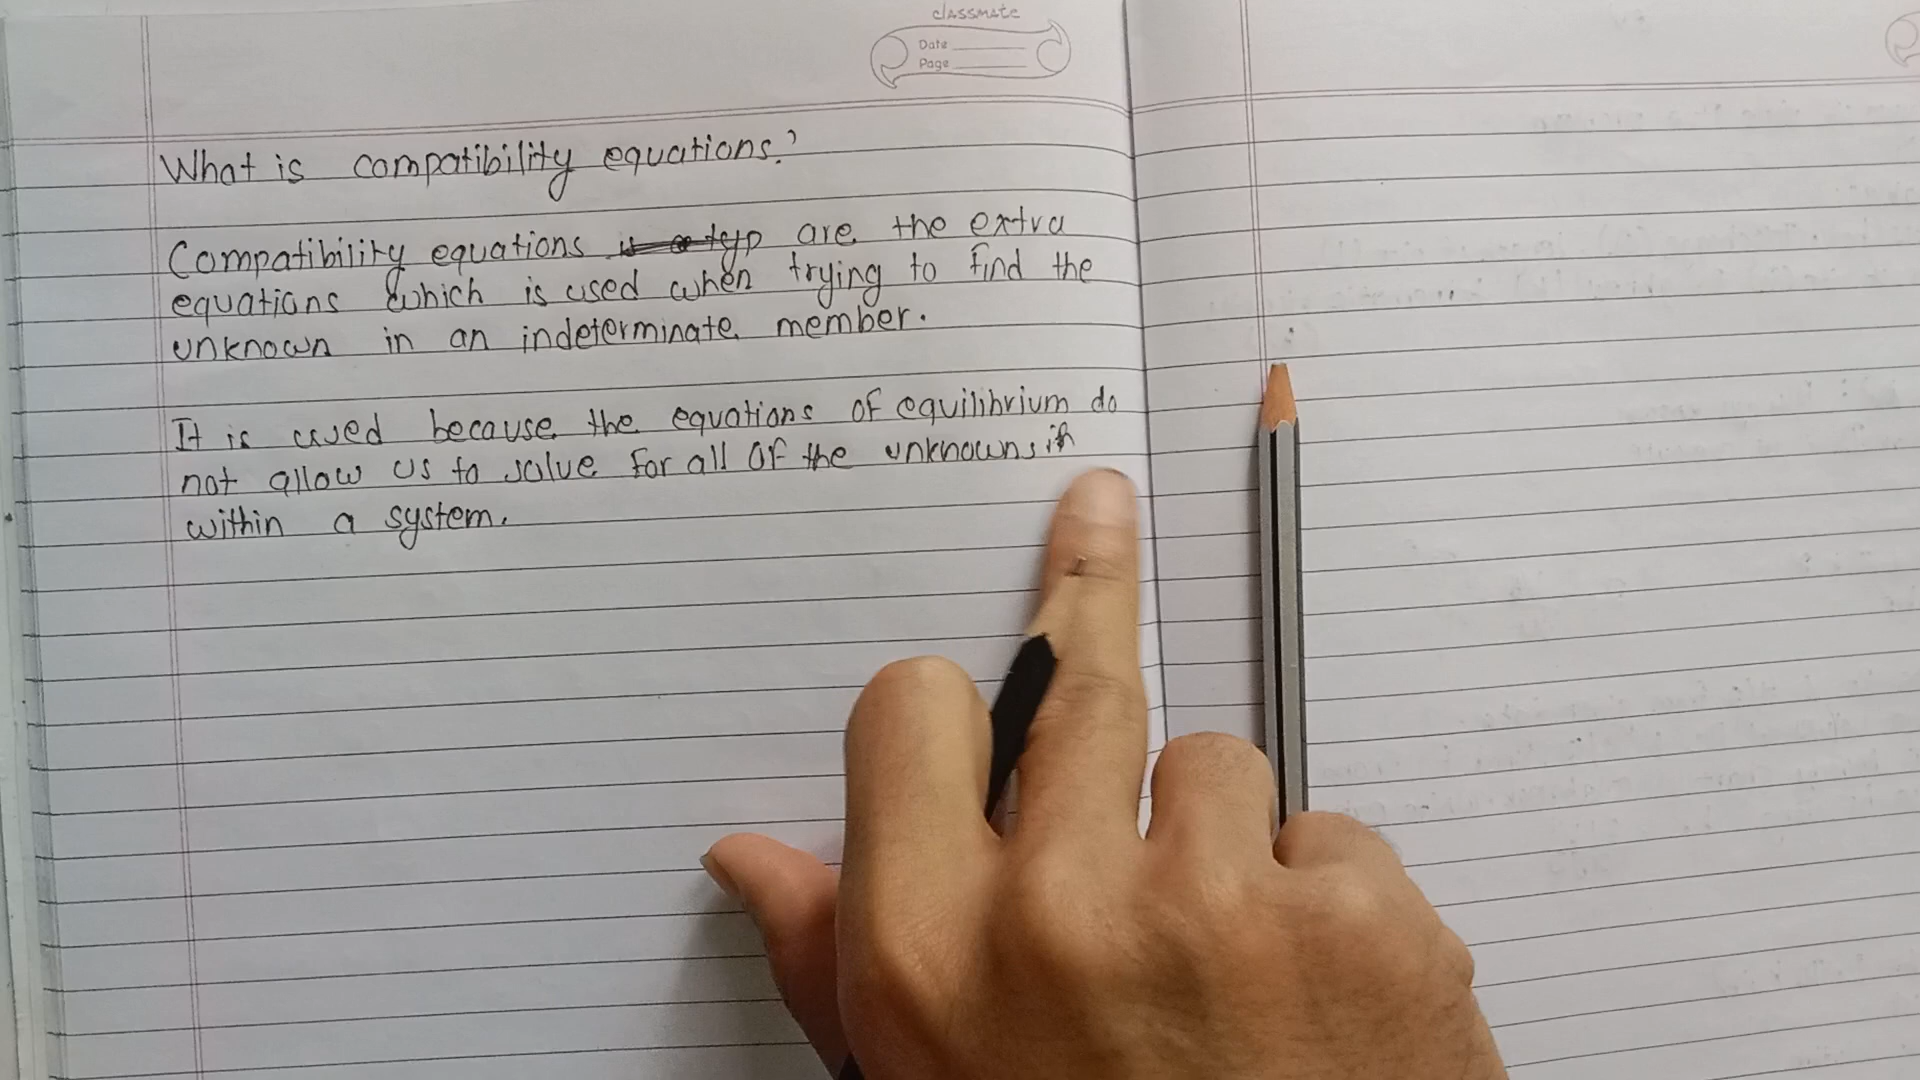 classmate
Date
Page
What is compatibility equations?
Compatibility equations are the extra
equations which is used when trying to find the
unknown in an indeterminate member.
It is used because the equations of equilibrium do
not allow us to solve for all of the unknowns in
within a system.